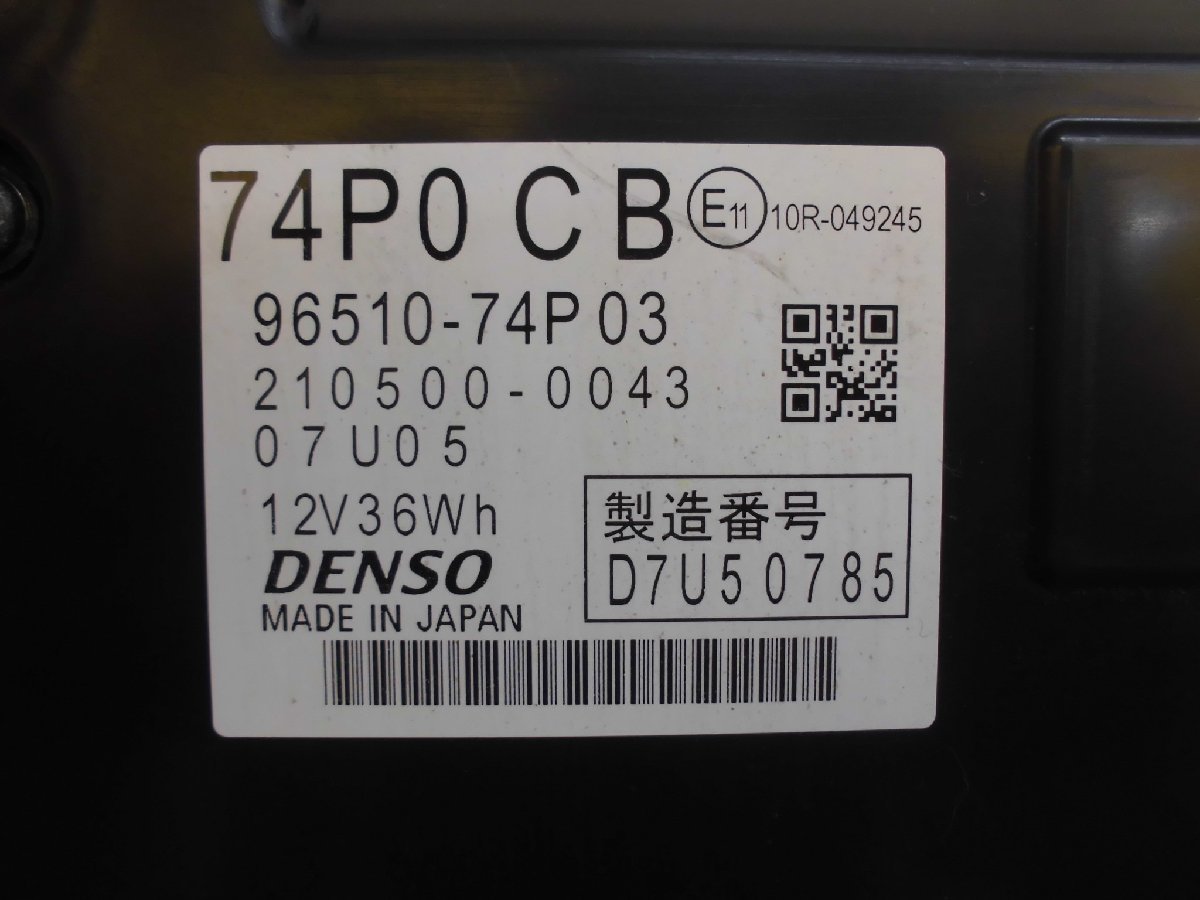 74P0 CB E11 10R-049245
96510-74P03
210500-0043
07U05
12V36Wh
DENSO
MADE IN JAPAN
製造番号
D7U50785